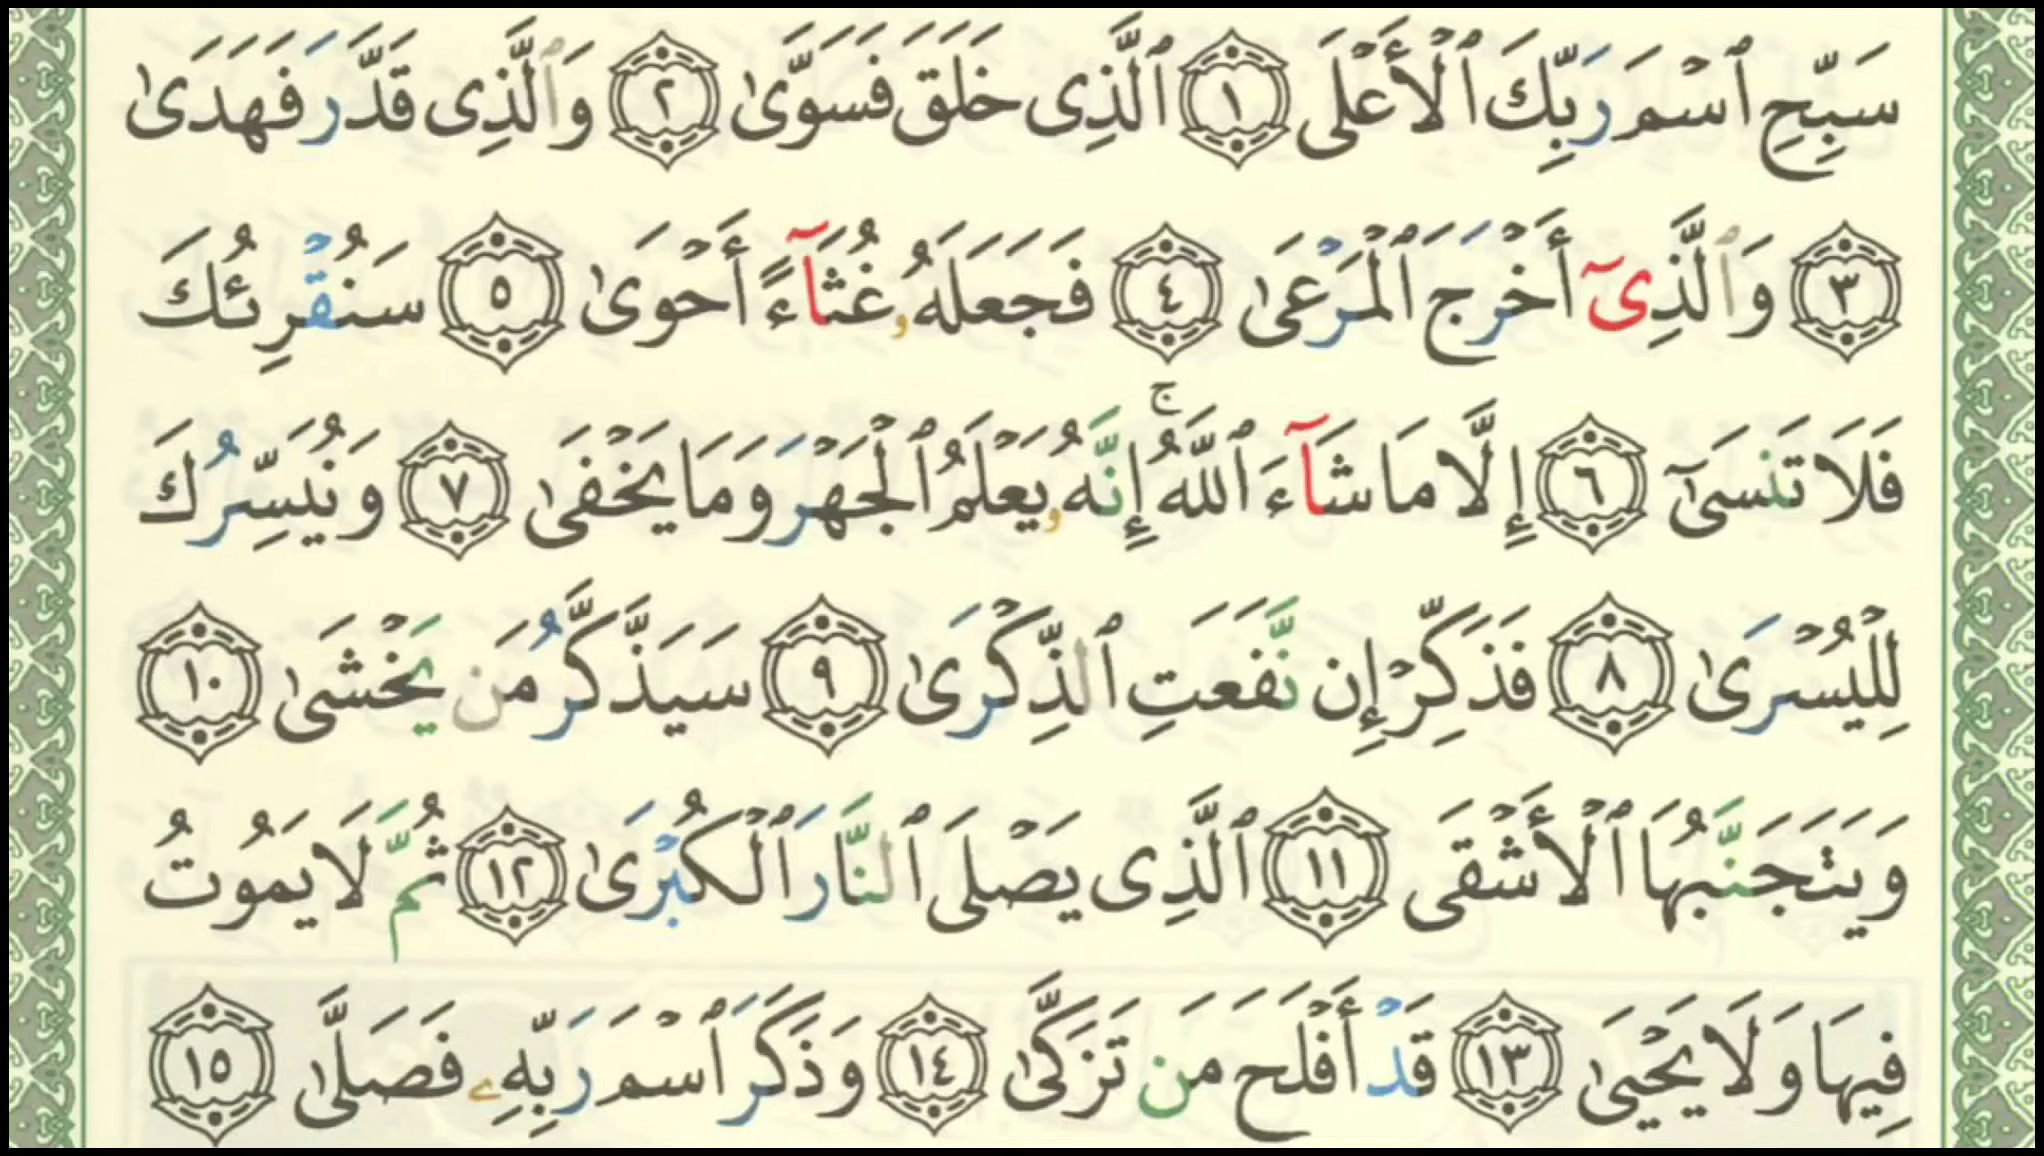 سَبِّحِ ٱسْمَ رَبِّكَ ٱلْأَعْلَى ١ ٱلَّذِى خَلَقَ فَسَوَّىٰ ٢ وَٱلَّذِى قَدَّرَ فَهَدَىٰ
٣ وَٱلَّذِىٓ أَخْرَجَ ٱلْمَرْعَىٰ ٤ فَجَعَلَهُۥ غُثَآءً أَحْوَىٰ ٥ سَنُقْرِئُكَ
فَلَا تَنسَىٰٓ ٦ إِلَّا مَا شَآءَ ٱللَّهُ ۚ إِنَّهُۥ يَعْلَمُ ٱلْجَهْرَ وَمَا يَخْفَىٰ ٧ وَنُيَسِّرُكَ
لِلْيُسْرَىٰ ٨ فَذَكِّرْ إِن نَّفَعَتِ ٱلذِّكْرَىٰ ٩ سَيَذَّكَّرُ مَن يَخْشَىٰ ١٠
وَيَتَجَنَّبُهَا ٱلْأَشْقَى ١١ ٱلَّذِى يَصْلَى ٱلنَّارَ ٱلْكُبْرَىٰ ١٢ ثُمَّ لَا يَمُوتُ
فِيهَا وَلَا يَحْيَىٰ ١٣ قَدْ أَفْلَحَ مَن تَزَكَّىٰ ١٤ وَذَكَرَ ٱسْمَ رَبِّهِۦ فَصَلَّىٰ ١٥